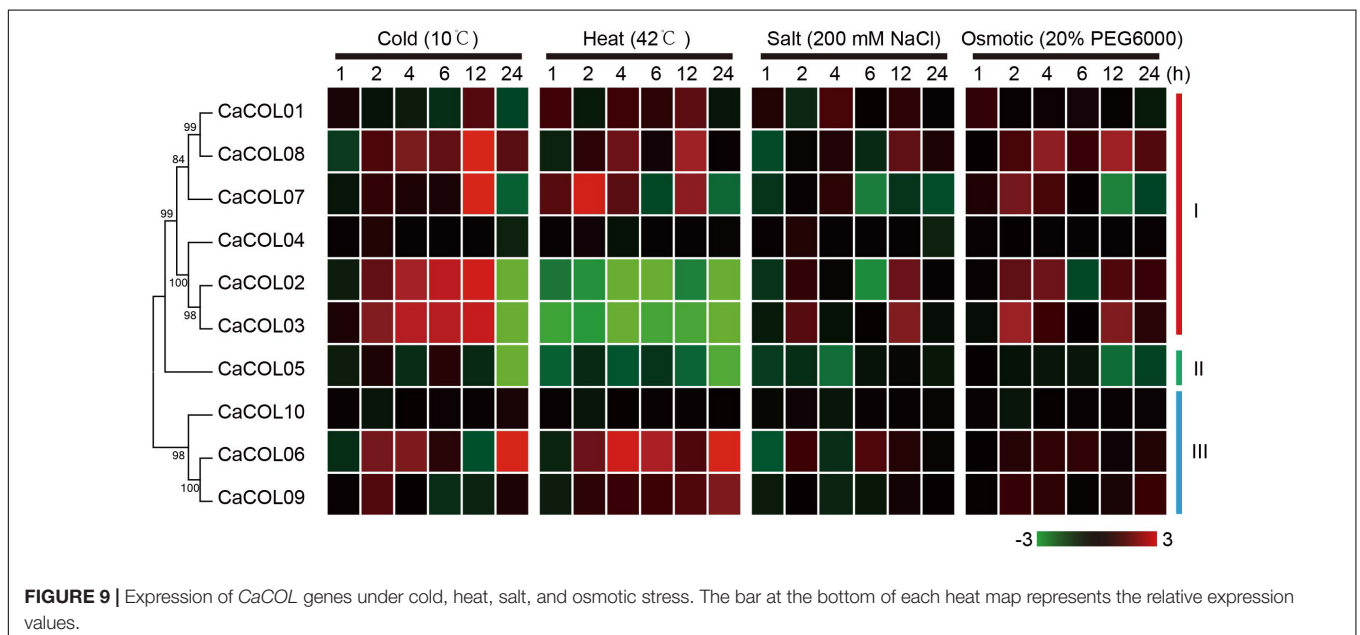 Cold (10℃) Heat (42℃ ) Salt (200 mM NaCl) Osmotic (20% PEG6000)
1 2 4 6 12 24 1 2 4 6 12 24 1 2 4 6 12 24 1 2 4 6 12 24 (h)
CaCOL01
99
CaCOL08
84
CaCOL07
99
CaCOL04
I
100
CaCOL02
98
CaCOL03
CaCOL05
II
CaCOL10
98
CaCOL06
III
100
CaCOL09
-3 3
FIGURE 9 | Expression of CaCOL genes under cold, heat, salt, and osmotic stress. The bar at the bottom of each heat map represents the relative expression
values.